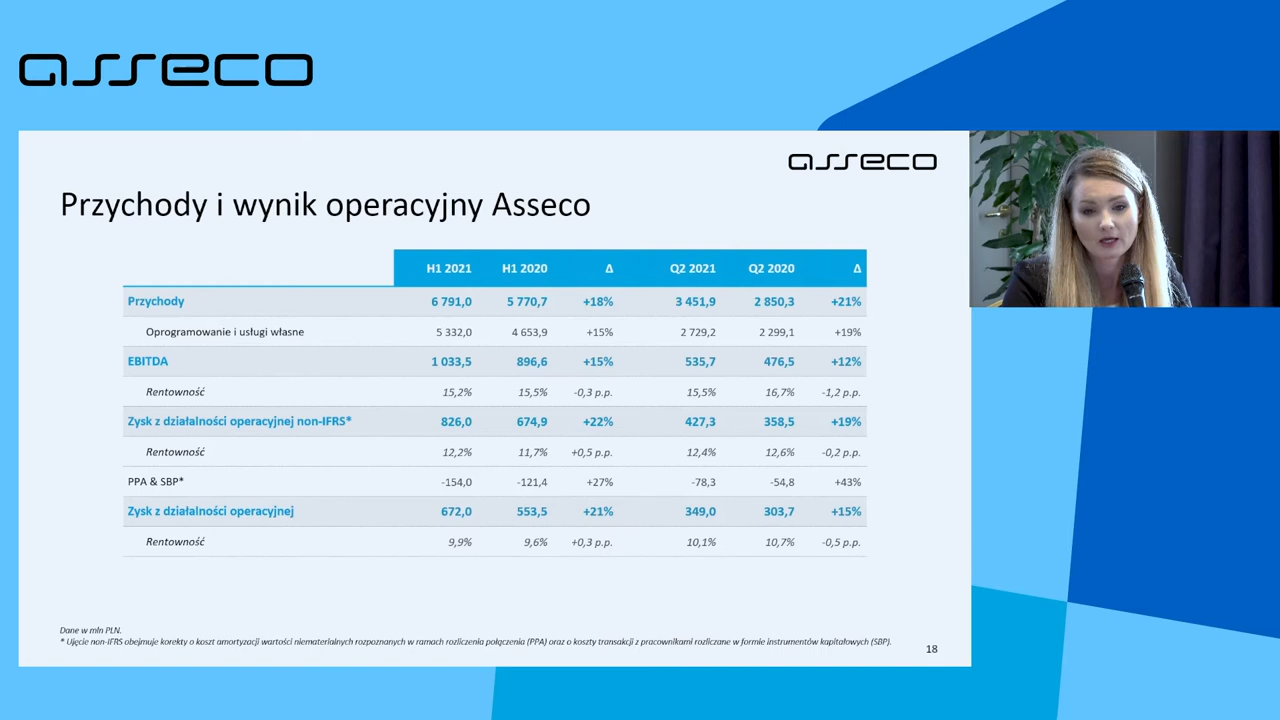 asseco
asseco
Przychody i wynik operacyjny Asseco
H1 2021 H1 2020 Δ Q2 2021 Q2 2020 Δ
Przychody 6 791,0 5 770,7 +18% 3 451,9 2 850,3 +21%
Oprogramowanie i usługi własne 5 332,0 4 653,9 +15% 2 729,2 2 299,1 +19%
EBITDA 1 033,5 896,6 +15% 535,7 476,5 +12%
Rentowność 15,2% 15,5% -0,3 p.p. 15,5% 16,7% -1,2 p.p.
Zysk z działalności operacyjnej non-IFRS* 826,0 674,9 +22% 427,3 358,5 +19%
Rentowność 12,2% 11,7% +0,5 p.p. 12,4% 12,6% -0,2 p.p.
PPA & SBP* -154,0 -121,4 +27% -78,3 -54,8 +43%
Zysk z działalności operacyjnej 672,0 553,5 +21% 349,0 303,7 +15%
Rentowność 9,9% 9,6% +0,3 p.p. 10,1% 10,7% -0,5 p.p.
Dane w mln PLN.
* Ujęcie non-IFRS obejmuje korekty o koszt amortyzacji wartości niematerialnych rozpoznanych w ramach rozliczenia połączenia (PPA) oraz o koszty transakcji z pracownikami rozliczane w formie instrumentów kapitałowych (SBP).
18